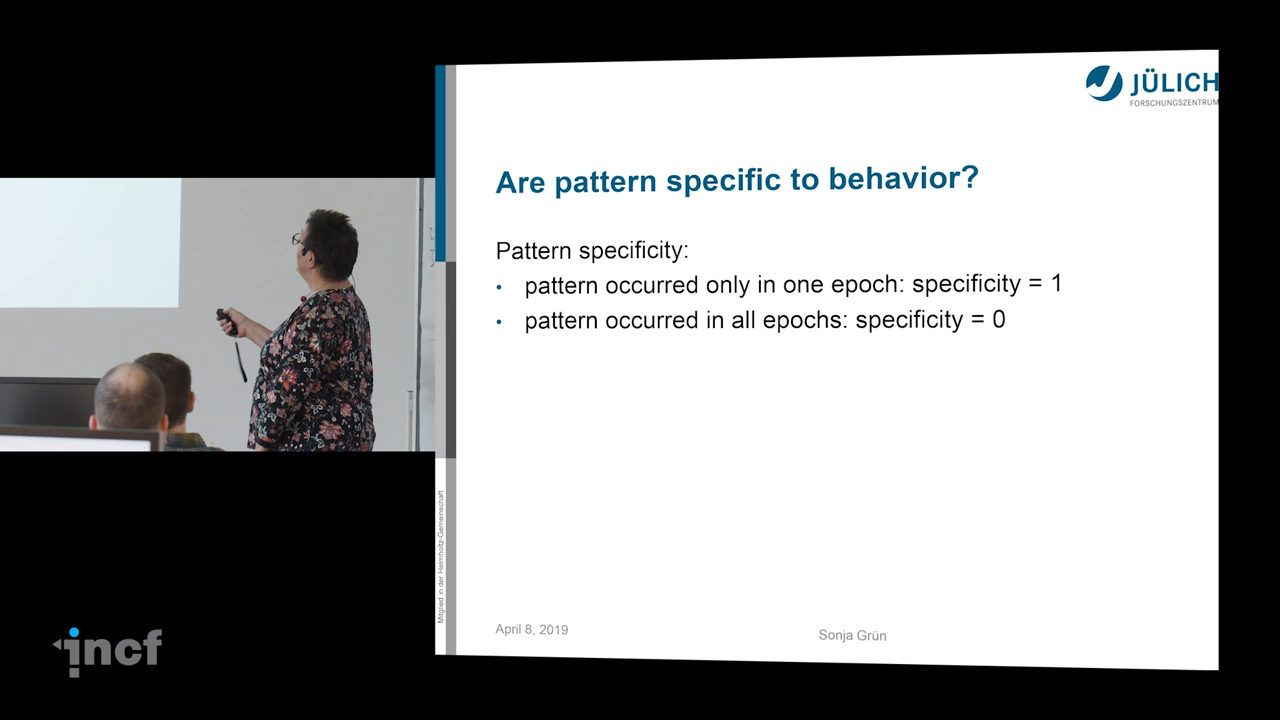 JÜLICH
FORSCHUNGSZENTRUM
Are pattern specific to behavior?
Pattern specificity:
• pattern occurred only in one epoch: specificity = 1
• pattern occurred in all epochs: specificity = 0
Mitglied in der Helmholtz-Gemeinschaft
April 8, 2019
Sonja Grün
incf